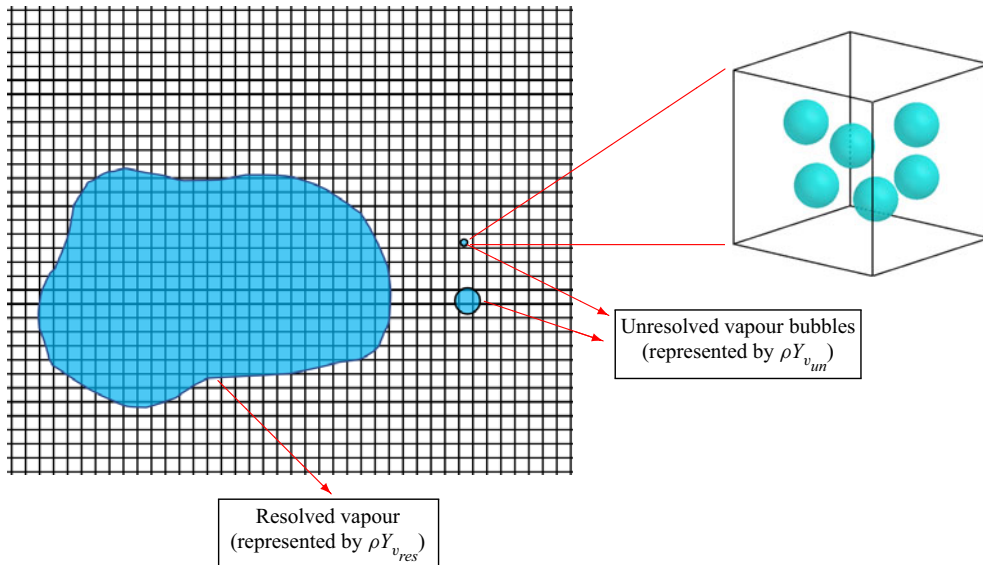 Unresolved vapour bubbles
(represented by ρY_{v_{un}})
Resolved vapour
(represented by ρY_{v_{res}})